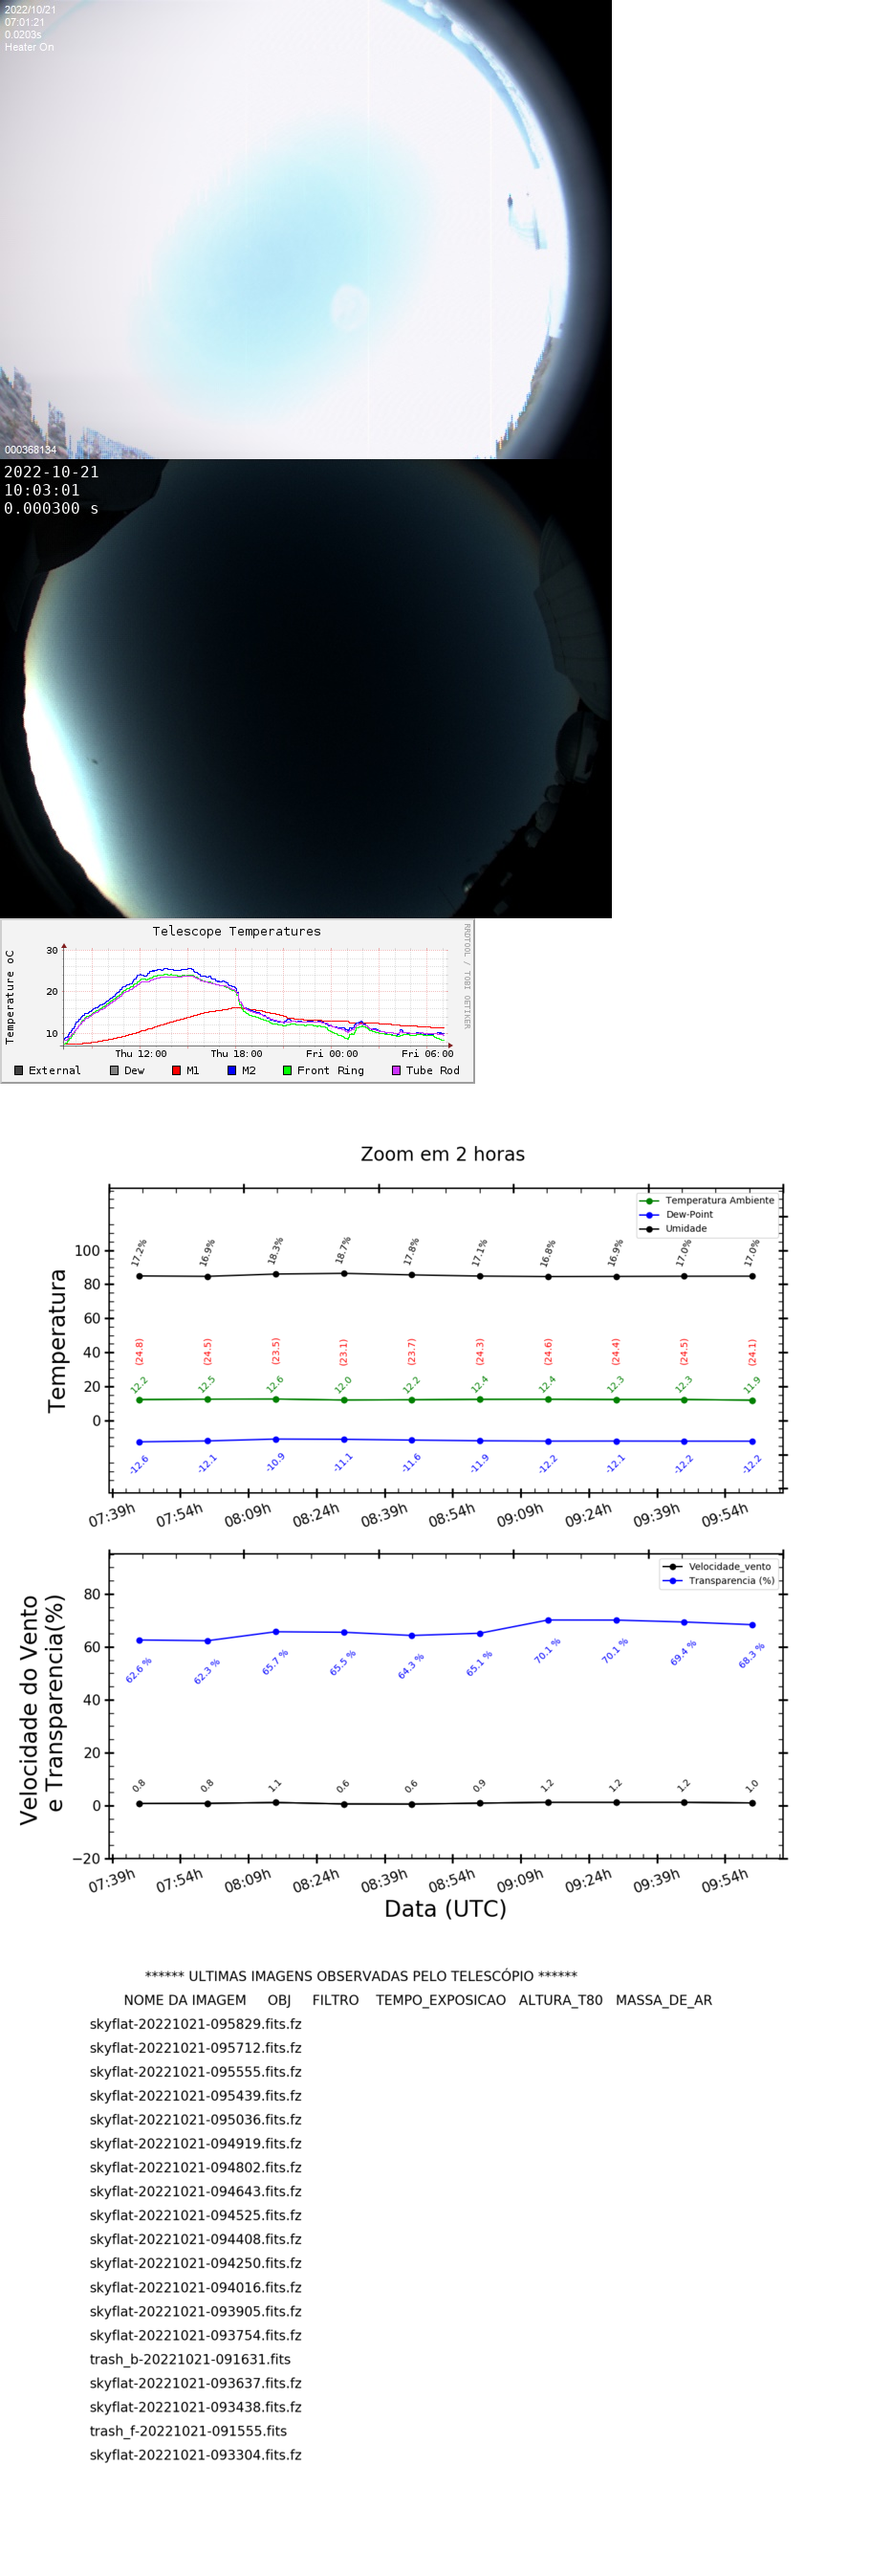 2022/10/21
07:01:21
0.0203s
Heater On
000368134
2022-10-21
10:03:01
0.000300 s
Telescope Temperatures
RRDTOOL / TOBI OETIKER
Temperature oC
30
20
10
Thu 12:00 Thu 18:00 Fri 00:00 Fri 06:00
External Dew M1 M2 Front Ring Tube Rod
Zoom em 2 horas
Temperatura Ambiente
Dew-Point
Umidade
Temperatura
100
80
60
40
20
0
17.2% 16.9% 18.3% 18.7% 17.8% 17.1% 16.8% 16.9% 17.0% 17.0%
(24.8) (24.5) (23.5) (23.1) (23.7) (24.3) (24.6) (24.4) (24.5) (24.1)
12.2 12.5 12.6 12.0 12.2 12.4 12.4 12.3 12.3 11.9
-12.6 -12.1 -10.9 -11.1 -11.6 -11.9 -12.2 -12.1 -12.2 -12.2
07:39h 07:54h 08:09h 08:24h 08:39h 08:54h 09:09h 09:24h 09:39h 09:54h
Velocidade_vento
Transparencia (%)
Velocidade do Vento
e Transparencia(%)
80
60
40
20
0
−20
62.6 % 62.3 % 65.7 % 65.5 % 64.3 % 65.1 % 70.1 % 70.1 % 69.4 % 68.3 %
0.8 0.8 1.1 0.6 0.6 0.9 1.2 1.2 1.2 1.0
07:39h 07:54h 08:09h 08:24h 08:39h 08:54h 09:09h 09:24h 09:39h 09:54h
Data (UTC)
****** ULTIMAS IMAGENS OBSERVADAS PELO TELESCÓPIO ******
NOME DA IMAGEM OBJ FILTRO TEMPO_EXPOSICAO ALTURA_T80 MASSA_DE_AR
skyflat-20221021-095829.fits.fz
skyflat-20221021-095712.fits.fz
skyflat-20221021-095555.fits.fz
skyflat-20221021-095439.fits.fz
skyflat-20221021-095036.fits.fz
skyflat-20221021-094919.fits.fz
skyflat-20221021-094802.fits.fz
skyflat-20221021-094643.fits.fz
skyflat-20221021-094525.fits.fz
skyflat-20221021-094408.fits.fz
skyflat-20221021-094250.fits.fz
skyflat-20221021-094016.fits.fz
skyflat-20221021-093905.fits.fz
skyflat-20221021-093754.fits.fz
trash_b-20221021-091631.fits
skyflat-20221021-093637.fits.fz
skyflat-20221021-093438.fits.fz
trash_f-20221021-091555.fits
skyflat-20221021-093304.fits.fz